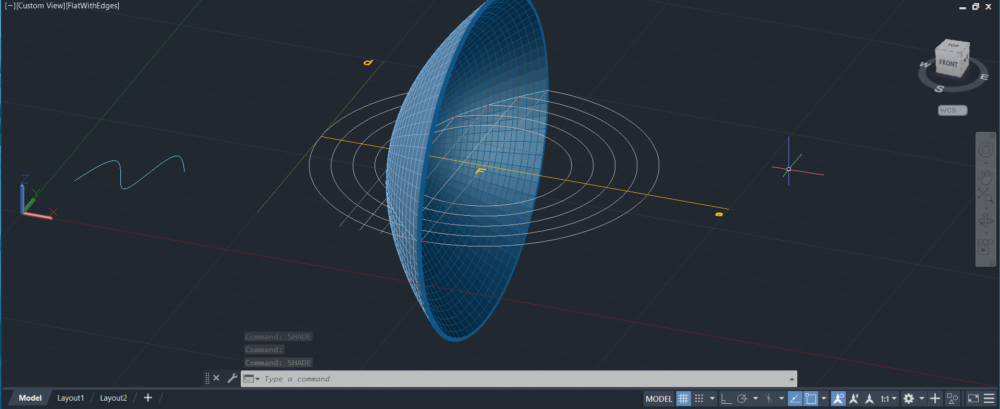 [−][Custom View][FlatWithEdges]
d
TOP
FRONT
W
E
S
WCS
F
o
Z
Y
X
Command: SHADE
Command:
Command: SHADE
Type a command
Model
Layout1
Layout2
MODEL
1:1